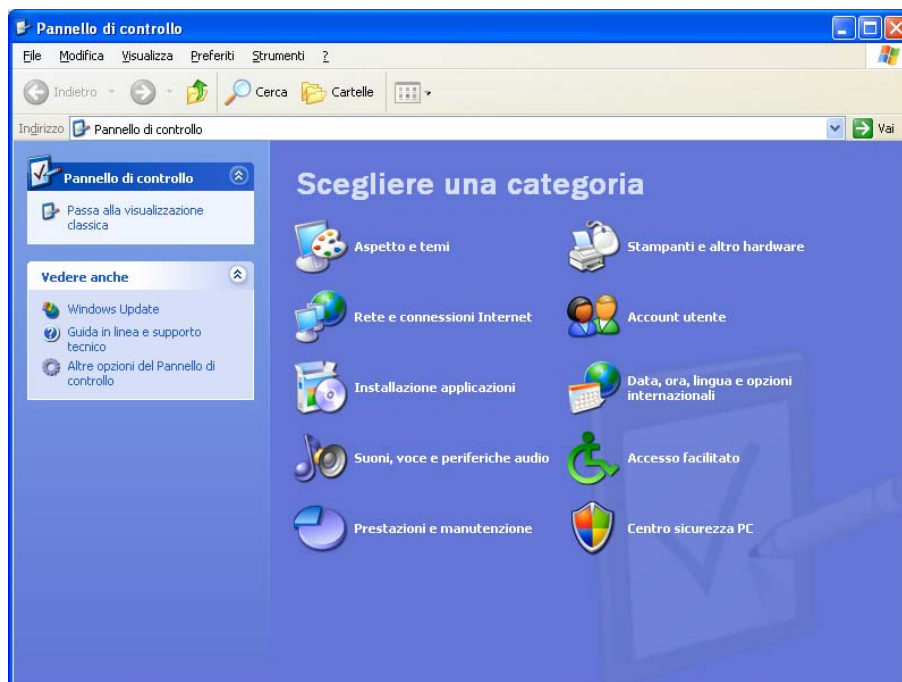 Pannello di controllo
File Modifica Visualizza Preferiti Strumenti ?
Indietro Cerca Cartelle
Indirizzo Pannello di controllo Vai
Pannello di controllo
Passa alla visualizzazione
classica
Vedere anche
Windows Update
Guida in linea e supporto
tecnico
Altre opzioni del Pannello di
controllo
Scegliere una categoria
Aspetto e temi
Stampanti e altro hardware
Rete e connessioni Internet
Account utente
Installazione applicazioni
Data, ora, lingua e opzioni
internazionali
Suoni, voce e periferiche audio
Accesso facilitato
Prestazioni e manutenzione
Centro sicurezza PC